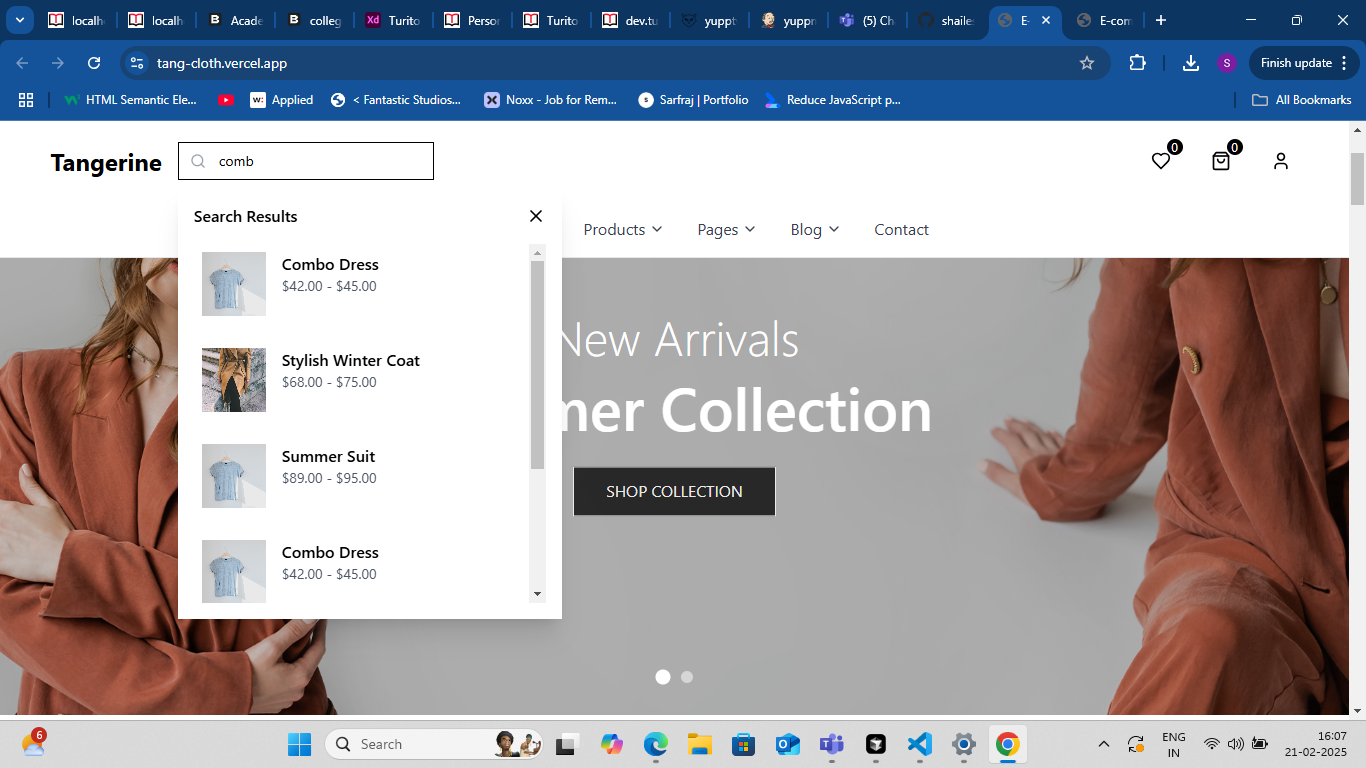 localh
localh
Acade
colleg
Turito
Person
Turito
dev.tu
yuppt
yuppr
(5) Ch
shailes
E-
E-com
tang-cloth.vercel.app
S
Finish update
HTML Semantic Ele...
Applied
< Fantastic Studios...
Noxx - Job for Rem...
Sarfraj | Portfolio
Reduce JavaScript p...
All Bookmarks
Tangerine
comb
0
0
Search Results
Products
Pages
Blog
Contact
Combo Dress
$42.00 - $45.00
Stylish Winter Coat
$68.00 - $75.00
Summer Suit
$89.00 - $95.00
Combo Dress
$42.00 - $45.00
New Arrivals
mer Collection
SHOP COLLECTION
6
Search
ENG
IN
16:07
21-02-2025